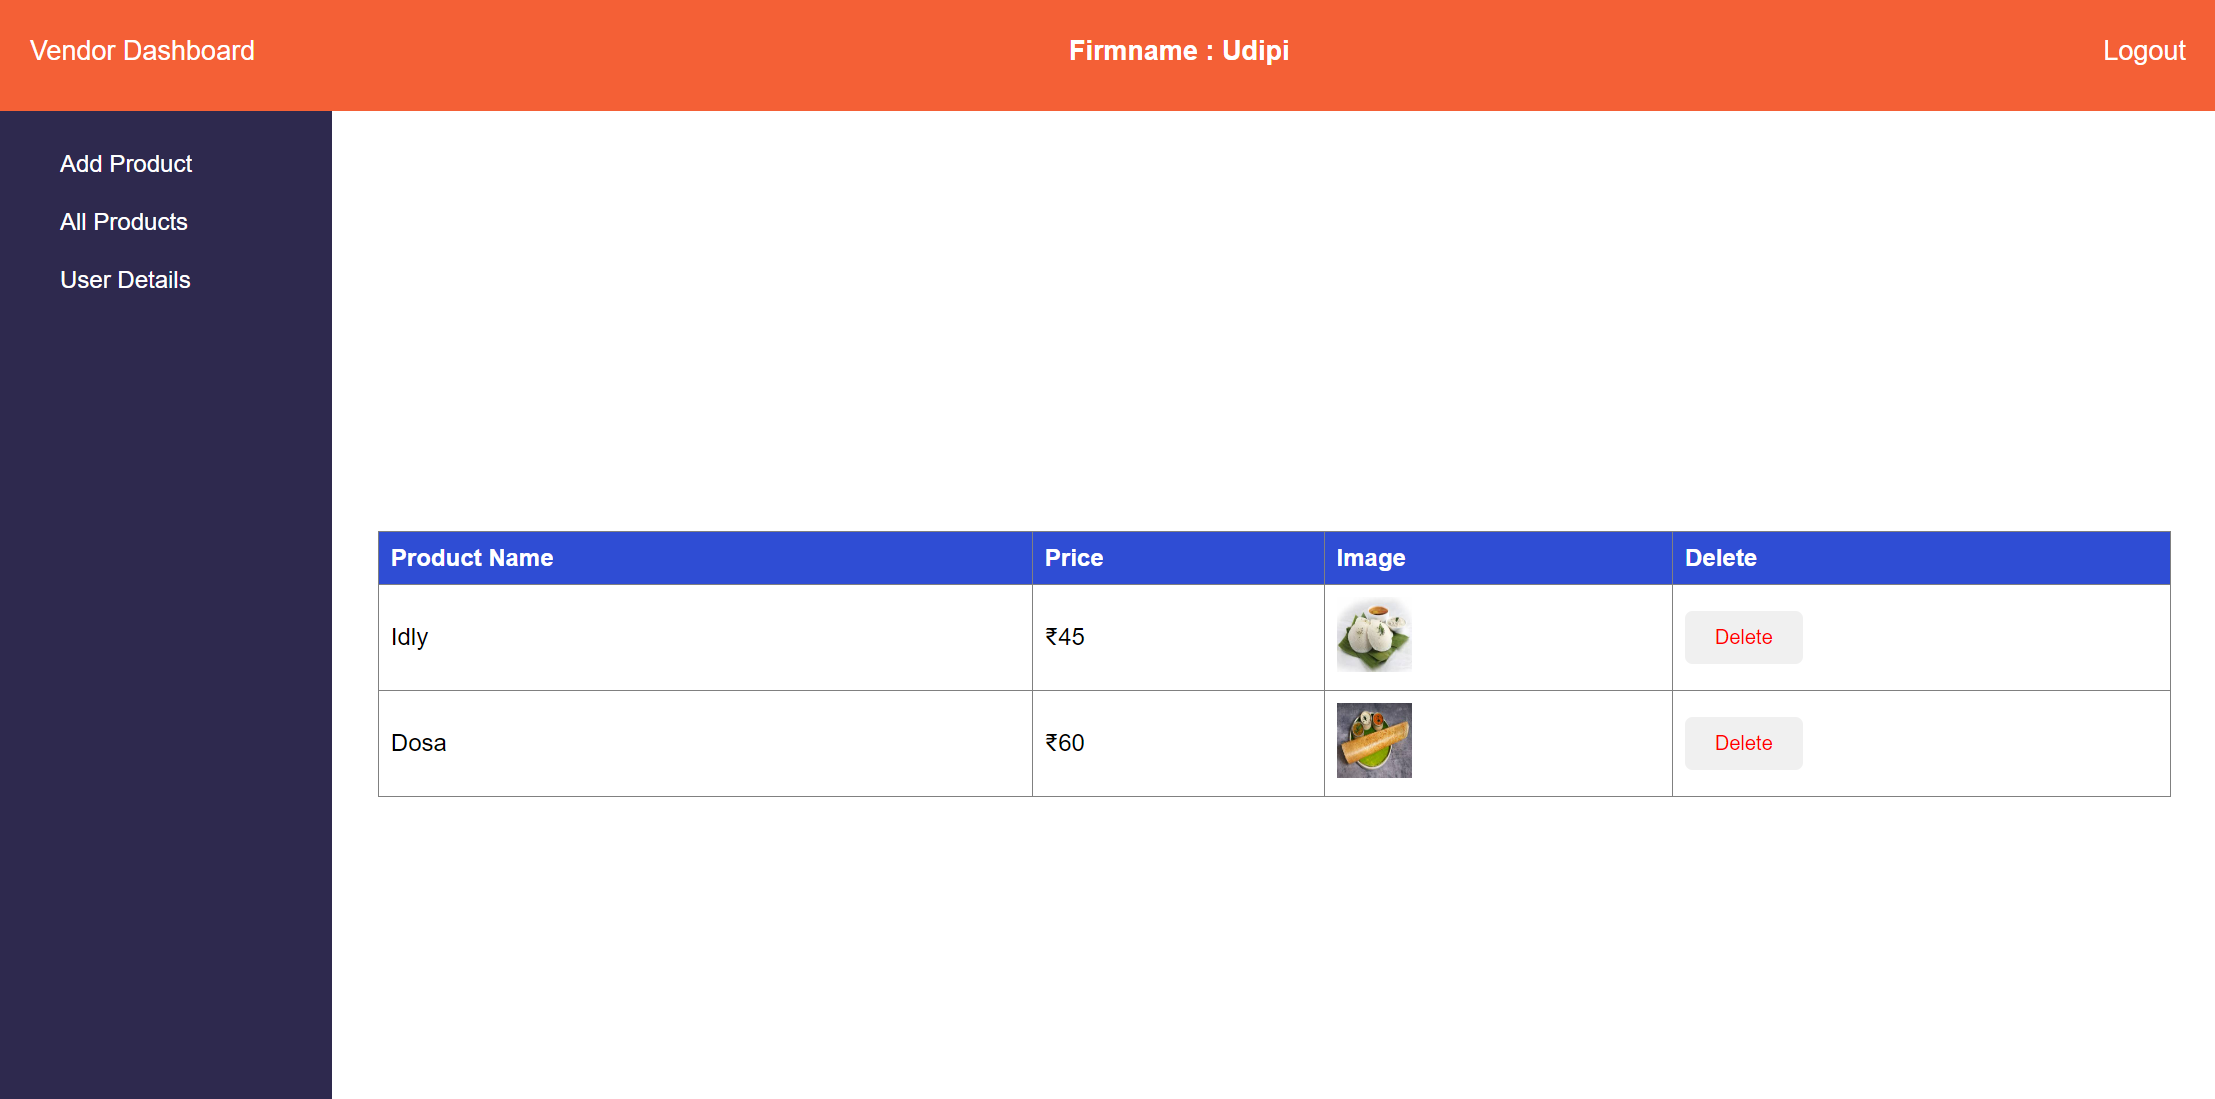 Vendor Dashboard
Firmname : Udipi
Logout
Add Product
All Products
User Details
Product Name Price Image Delete
Idly ₹45 Delete
Dosa ₹60 Delete